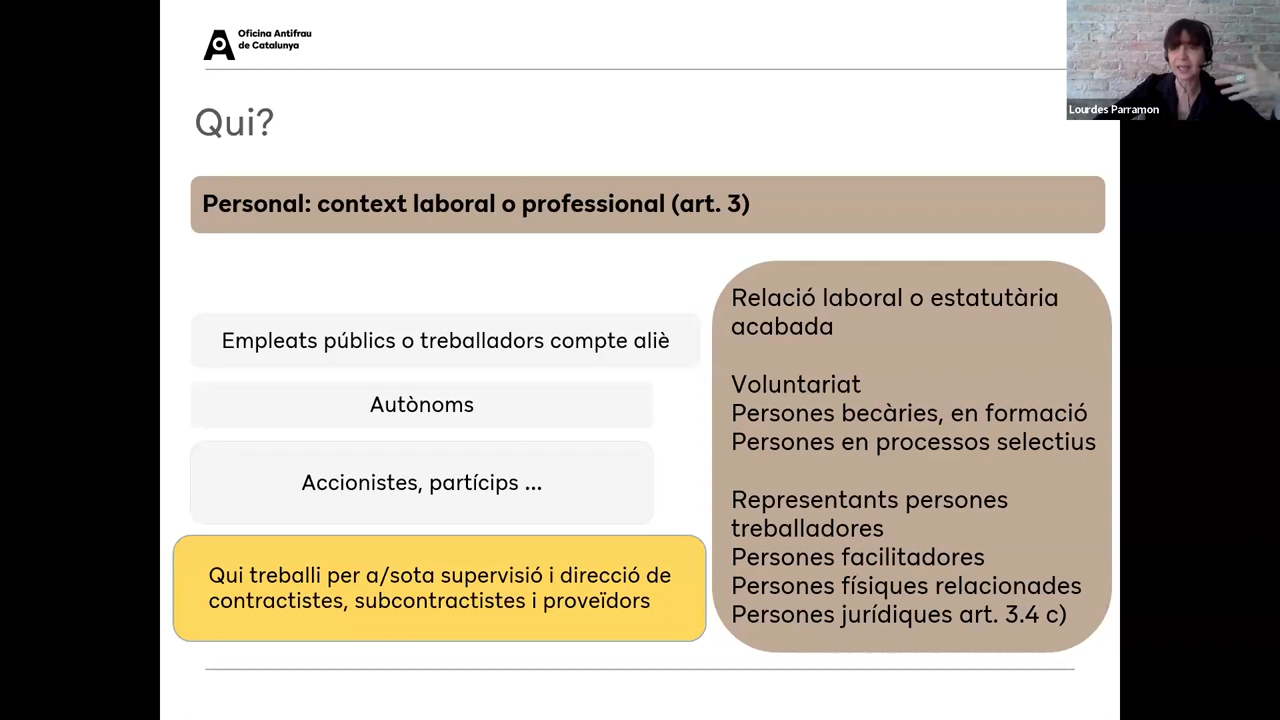 Oficina Antifrau
de Catalunya
Lourdes Parramon
Qui?
Personal: context laboral o professional (art. 3)
Empleats públics o treballadors compte aliè
Autònoms
Accionistes, partícips ...
Qui treballi per a/sota supervisió i direcció de
contractistes, subcontractistes i proveïdors
Relació laboral o estatutària
acabada
Voluntariat
Persones becàries, en formació
Persones en processos selectius
Representants persones
treballadores
Persones facilitadores
Persones físiques relacionades
Persones jurídiques art. 3.4 c)